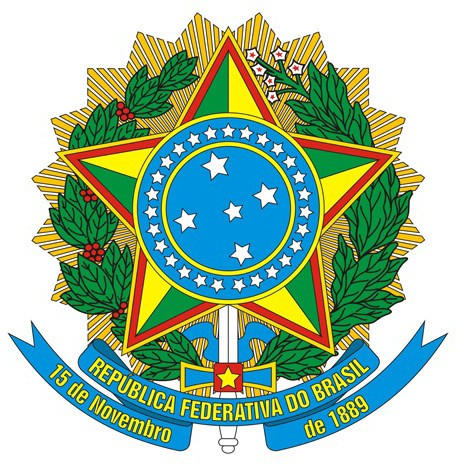 REPÚBLICA FEDERATIVA DO BRASIL
15 de Novembro
de 1889